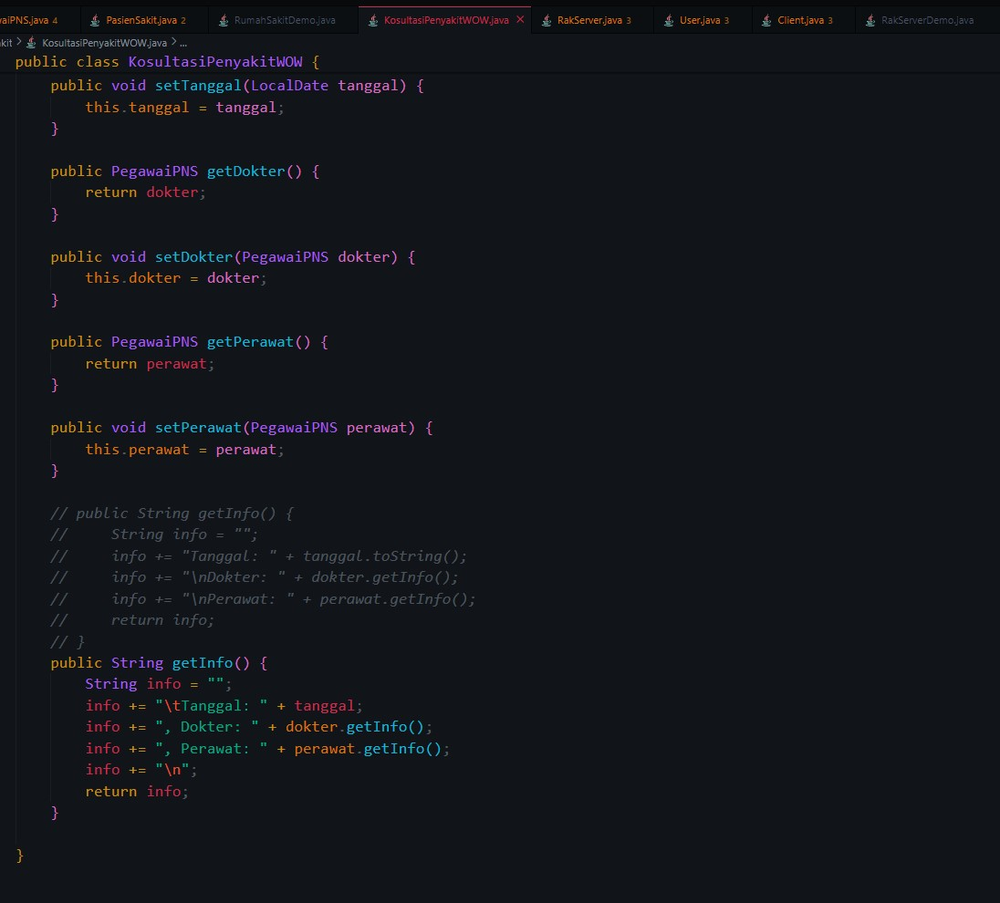 vaiPNS.java 4 PasienSakit.java 2 RumahSakitDemo.java KosultasiPenyakitWOW.java × RakServer.java 3 User.java 3 Client.java 3 RakServerDemo.java
kit > KosultasiPenyakitWOW.java > ...
public class KosultasiPenyakitWOW {
    public void setTanggal(LocalDate tanggal) {
        this.tanggal = tanggal;
    }

    public PegawaiPNS getDokter() {
        return dokter;
    }

    public void setDokter(PegawaiPNS dokter) {
        this.dokter = dokter;
    }

    public PegawaiPNS getPerawat() {
        return perawat;
    }

    public void setPerawat(PegawaiPNS perawat) {
        this.perawat = perawat;
    }

    // public String getInfo() {
    //     String info = "";
    //     info += "Tanggal: " + tanggal.toString();
    //     info += "\nDokter: " + dokter.getInfo();
    //     info += "\nPerawat: " + perawat.getInfo();
    //     return info;
    // }
    public String getInfo() {
        String info = "";
        info += "\tTanggal: " + tanggal;
        info += ", Dokter: " + dokter.getInfo();
        info += ", Perawat: " + perawat.getInfo();
        info += "\n";
        return info;
    }

}